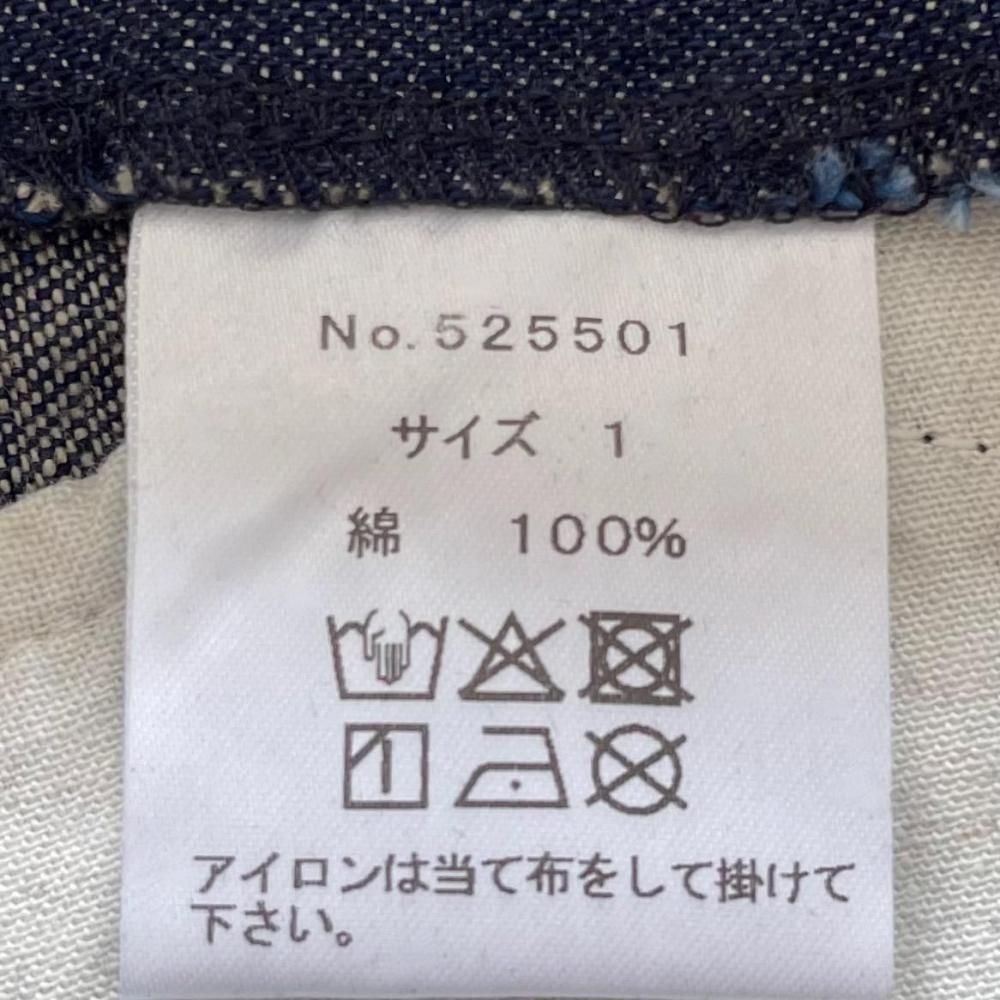 No.525501
サイズ 1
綿 100%
アイロンは当て布をして掛けて
下さい。